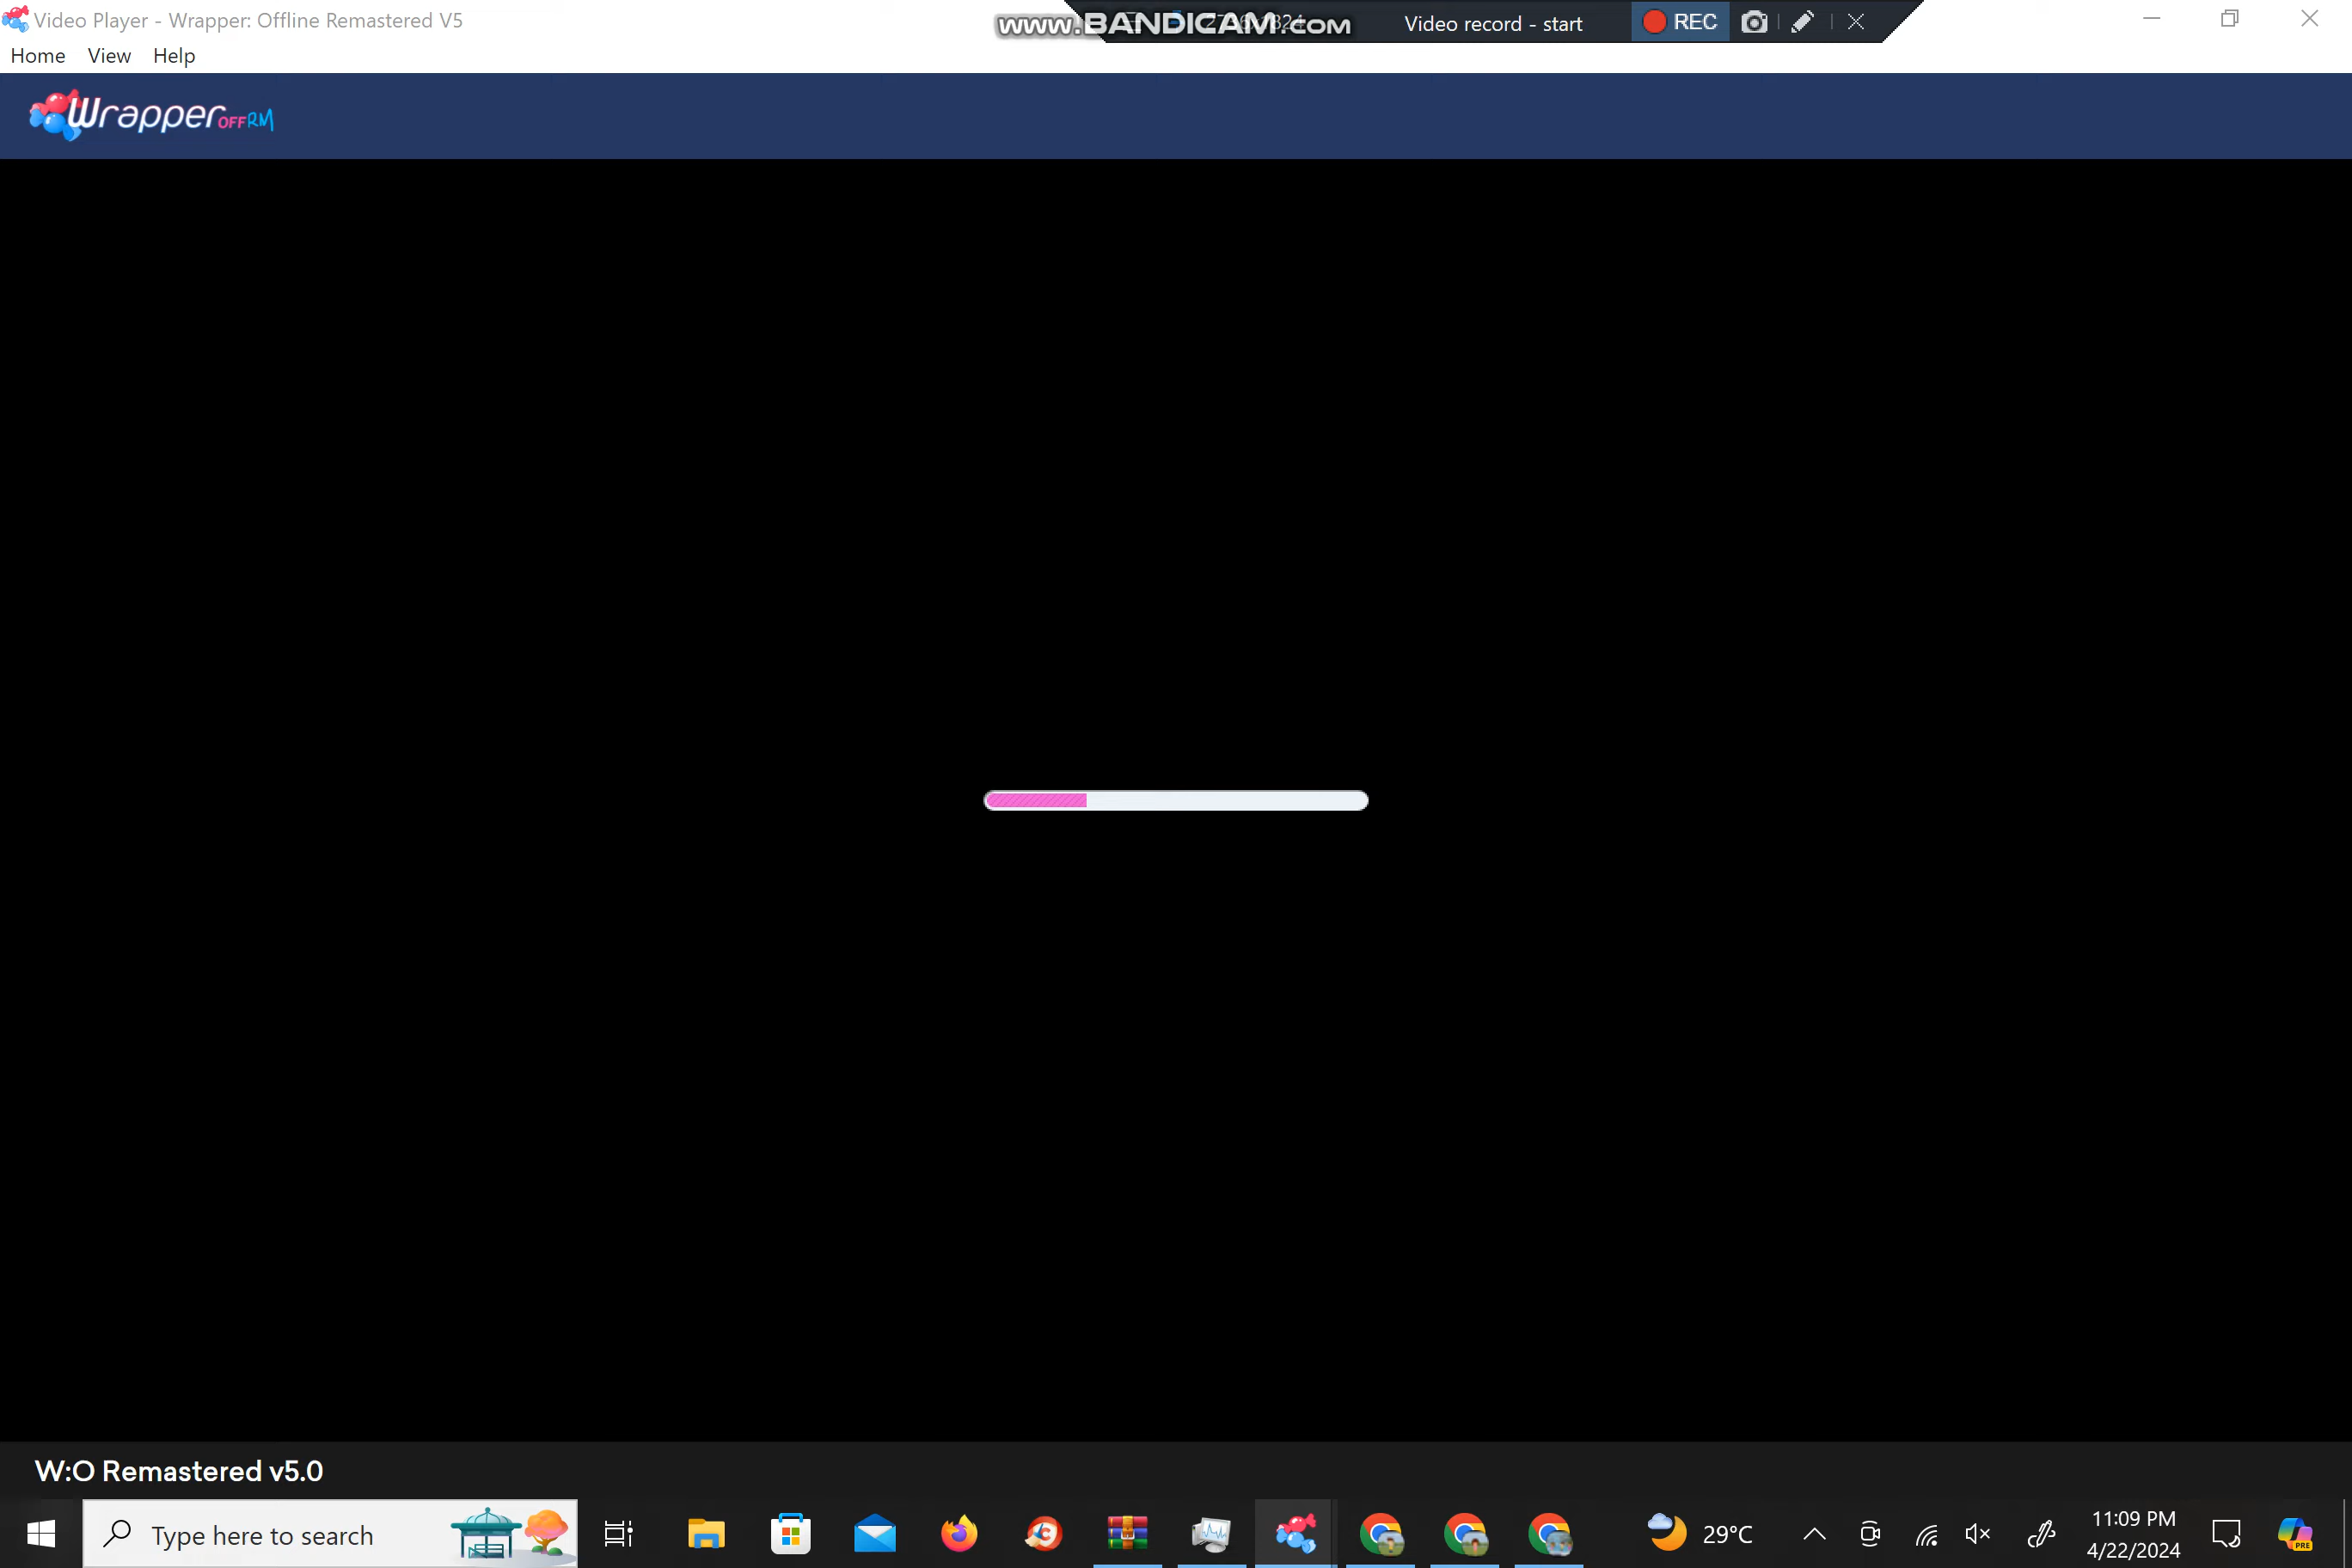 Video Player - Wrapper: Offline Remastered V5
www.BANDICAM.com
Video record - start
REC
Home View Help
Wrapper OFF RM
W:O Remastered v5.0
Type here to search
29°C
11:09 PM
4/22/2024
PRE